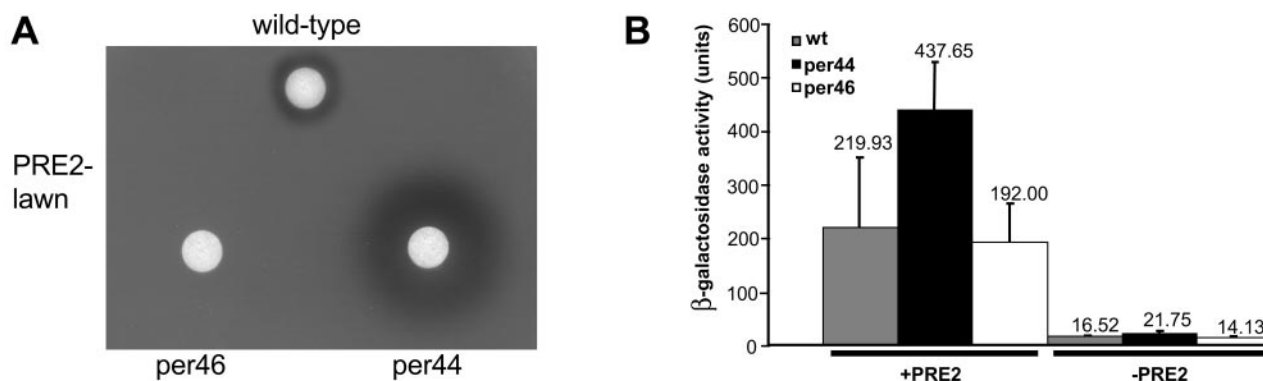 A
wild-type
PRE2-
lawn
per46
per44
B
β-galactosidase activity (units)
600
500
400
300
200
100
0
wt
per44
per46
219.93
437.65
192.00
16.52
21.75
14.13
+PRE2
-PRE2